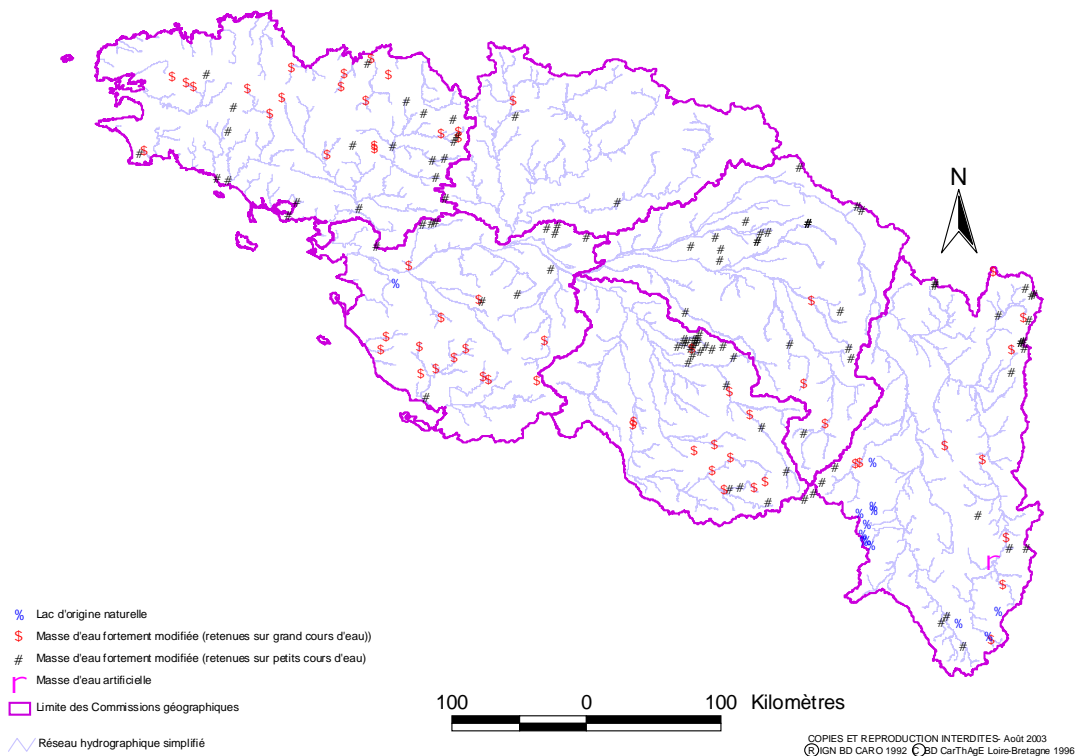 N
% Lac d'origine naturelle
$ Masse d'eau fortement modifiée (retenues sur grand cours d'eau))
# Masse d'eau fortement modifiée (retenues sur petits cours d'eau)
r Masse d'eau artificielle
Limite des Commissions géographiques
Réseau hydrographique simplifié
100 0 100 Kilomètres
COPIES ET REPRODUCTION INTERDITES- Août 2003
R IGN BD CARO 1992 C BD CarThAgE Loire-Bretagne 1996